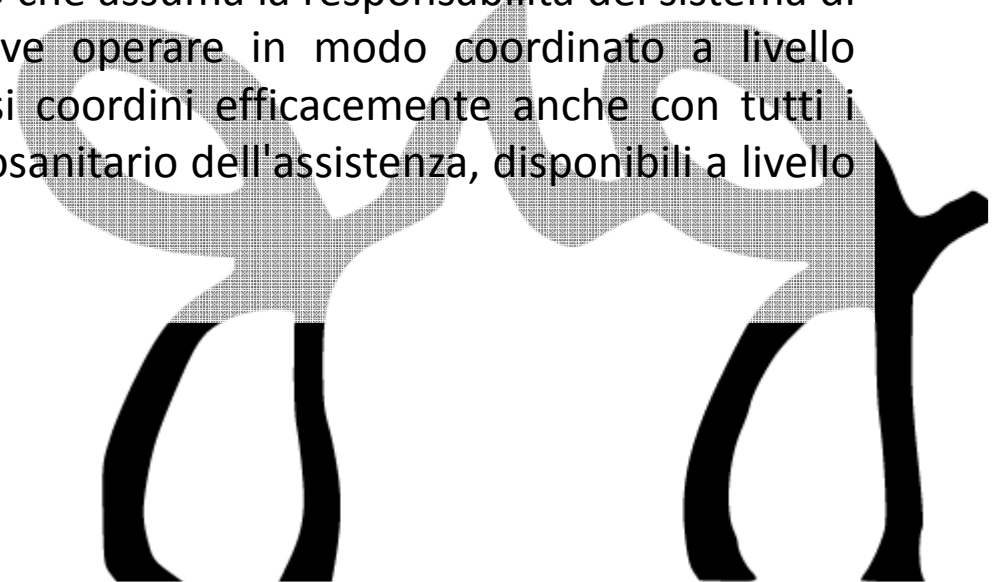 che assuma la responsabilità del sistema di
ve operare in modo coordinato a livello
si coordini efficacemente anche con tutti i
osanitario dell'assistenza, disponibili a livello